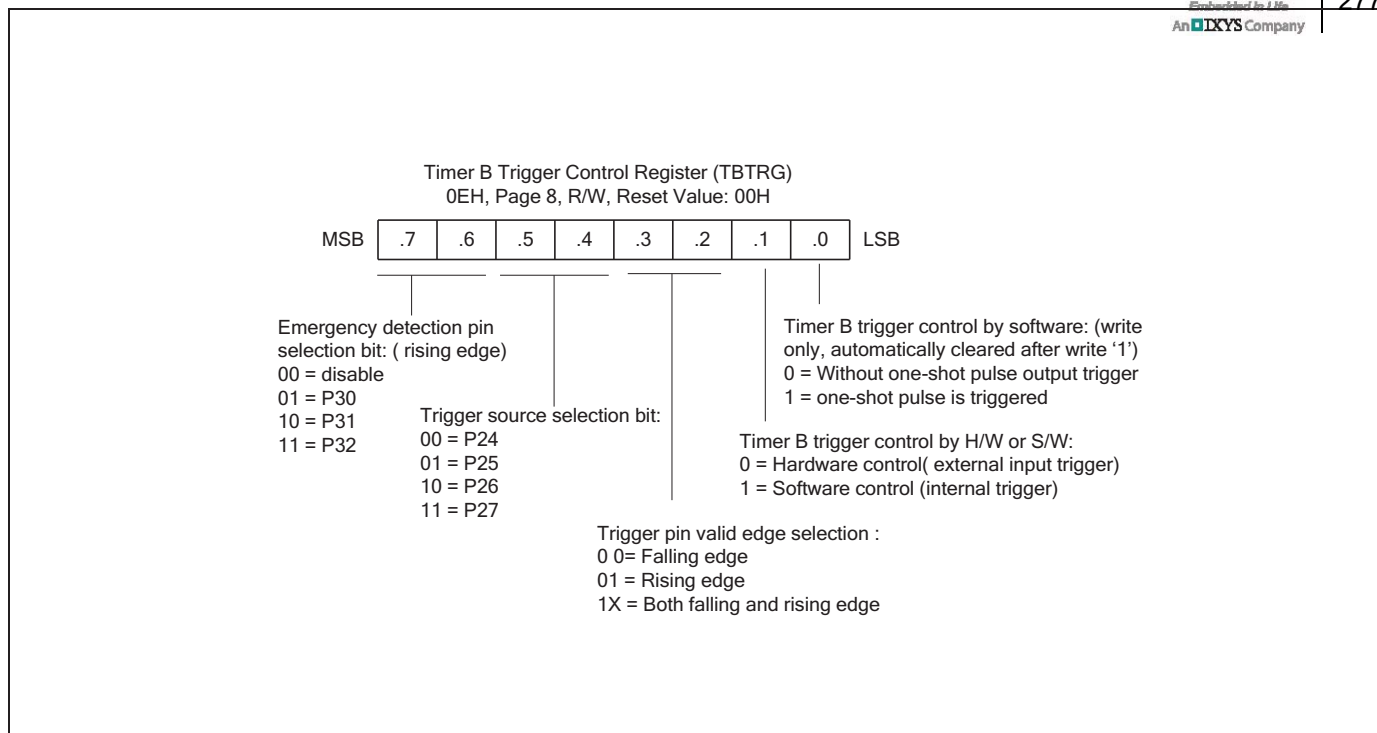 Embedded in Life
An IXYS Company
277
Timer B Trigger Control Register (TBTRG)
0EH, Page 8, R/W, Reset Value: 00H
MSB .7 .6 .5 .4 .3 .2 .1 .0 LSB
Emergency detection pin
selection bit: ( rising edge)
00 = disable
01 = P30
10 = P31
11 = P32
Trigger source selection bit:
00 = P24
01 = P25
10 = P26
11 = P27
Trigger pin valid edge selection :
0 0= Falling edge
01 = Rising edge
1X = Both falling and rising edge
Timer B trigger control by H/W or S/W:
0 = Hardware control( external input trigger)
1 = Software control (internal trigger)
Timer B trigger control by software: (write
only, automatically cleared after write ‘1’)
0 = Without one-shot pulse output trigger
1 = one-shot pulse is triggered